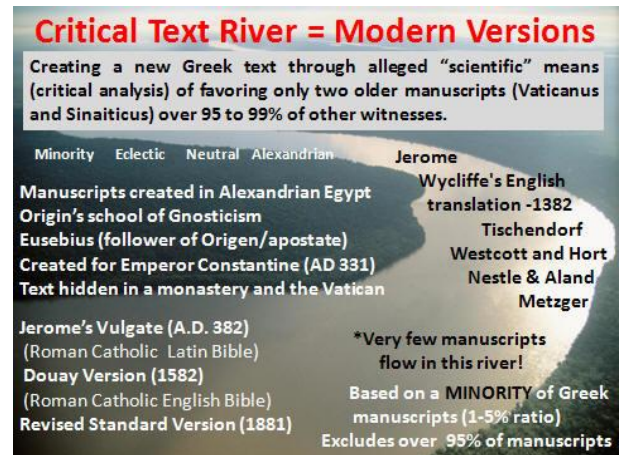 Critical Text River = Modern Versions
Creating a new Greek text through alleged “scientific” means
(critical analysis) of favoring only two older manuscripts (Vaticanus
and Sinaiticus) over 95 to 99% of other witnesses.
Minority Eclectic Neutral Alexandrian
Manuscripts created in Alexandrian Egypt
Origin’s school of Gnosticism
Eusebius (follower of Origen/apostate)
Created for Emperor Constantine (AD 331)
Text hidden in a monastery and the Vatican
Jerome’s Vulgate (A.D. 382)
(Roman Catholic Latin Bible)
Douay Version (1582)
(Roman Catholic English Bible)
Revised Standard Version (1881)
Jerome
Wycliffe's English
translation -1382
Tischendorf
Westcott and Hort
Nestle & Aland
Metzger
*Very few manuscripts
flow in this river!
Based on a MINORITY of Greek
manuscripts (1-5% ratio)
Excludes over 95% of manuscripts